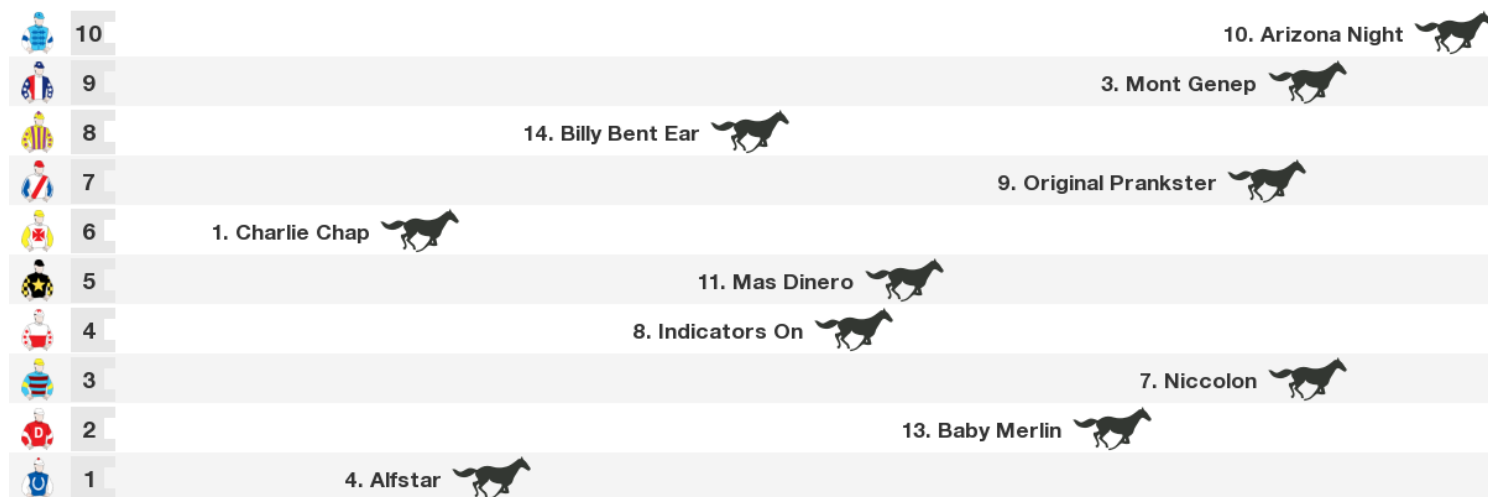 10 10. Arizona Night
9 3. Mont Genep
8 14. Billy Bent Ear
7 9. Original Prankster
6 1. Charlie Chap
5 11. Mas Dinero
4 8. Indicators On
3 7. Niccolon
D 2 13. Baby Merlin
1 4. Alfstar